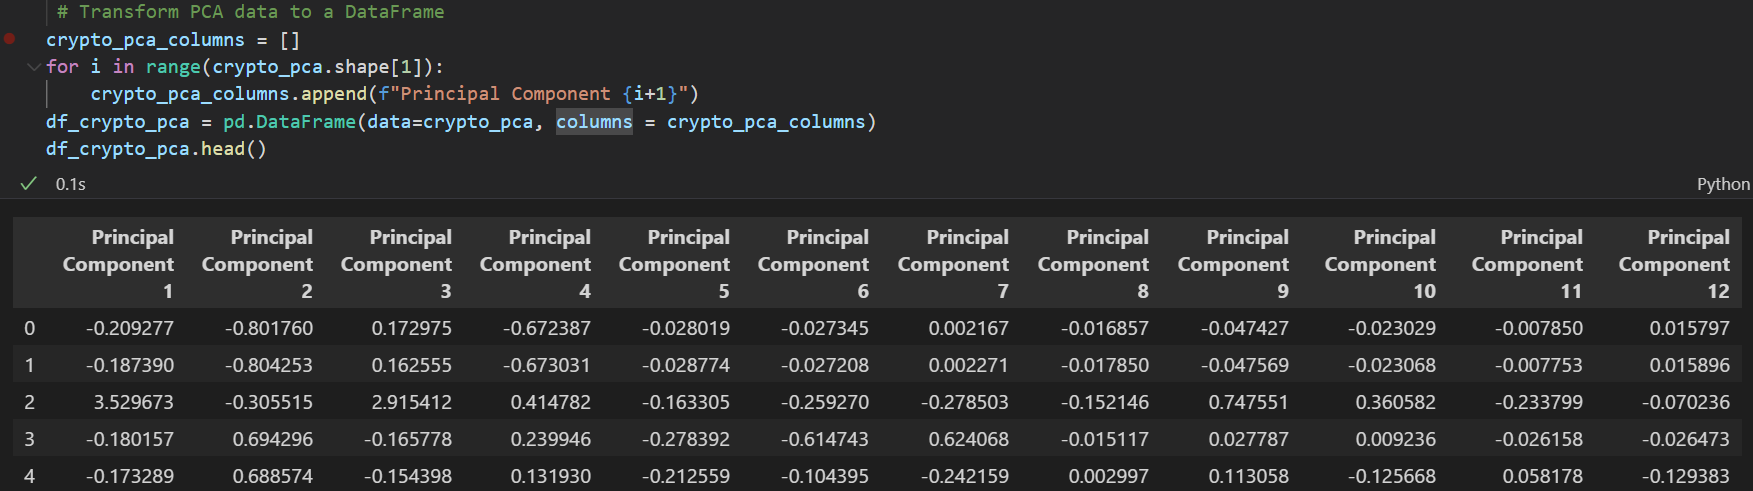 # Transform PCA data to a DataFrame
crypto_pca_columns = []
for i in range(crypto_pca.shape[1]):
    crypto_pca_columns.append(f"Principal Component {i+1}")
df_crypto_pca = pd.DataFrame(data=crypto_pca, columns = crypto_pca_columns)
df_crypto_pca.head()
0.1s Python
Principal Principal Principal Principal Principal Principal Principal Principal Principal Principal Principal Principal
Component Component Component Component Component Component Component Component Component Component Component Component
1 2 3 4 5 6 7 8 9 10 11 12
0 -0.209277 -0.801760 0.172975 -0.672387 -0.028019 -0.027345 0.002167 -0.016857 -0.047427 -0.023029 -0.007850 0.015797
1 -0.187390 -0.804253 0.162555 -0.673031 -0.028774 -0.027208 0.002271 -0.017850 -0.047569 -0.023068 -0.007753 0.015896
2 3.529673 -0.305515 2.915412 0.414782 -0.163305 -0.259270 -0.278503 -0.152146 0.747551 0.360582 -0.233799 -0.070236
3 -0.180157 0.694296 -0.165778 0.239946 -0.278392 -0.614743 0.624068 -0.015117 0.027787 0.009236 -0.026158 -0.026473
4 -0.173289 0.688574 -0.154398 0.131930 -0.212559 -0.104395 -0.242159 0.002997 0.113058 -0.125668 0.058178 -0.129383